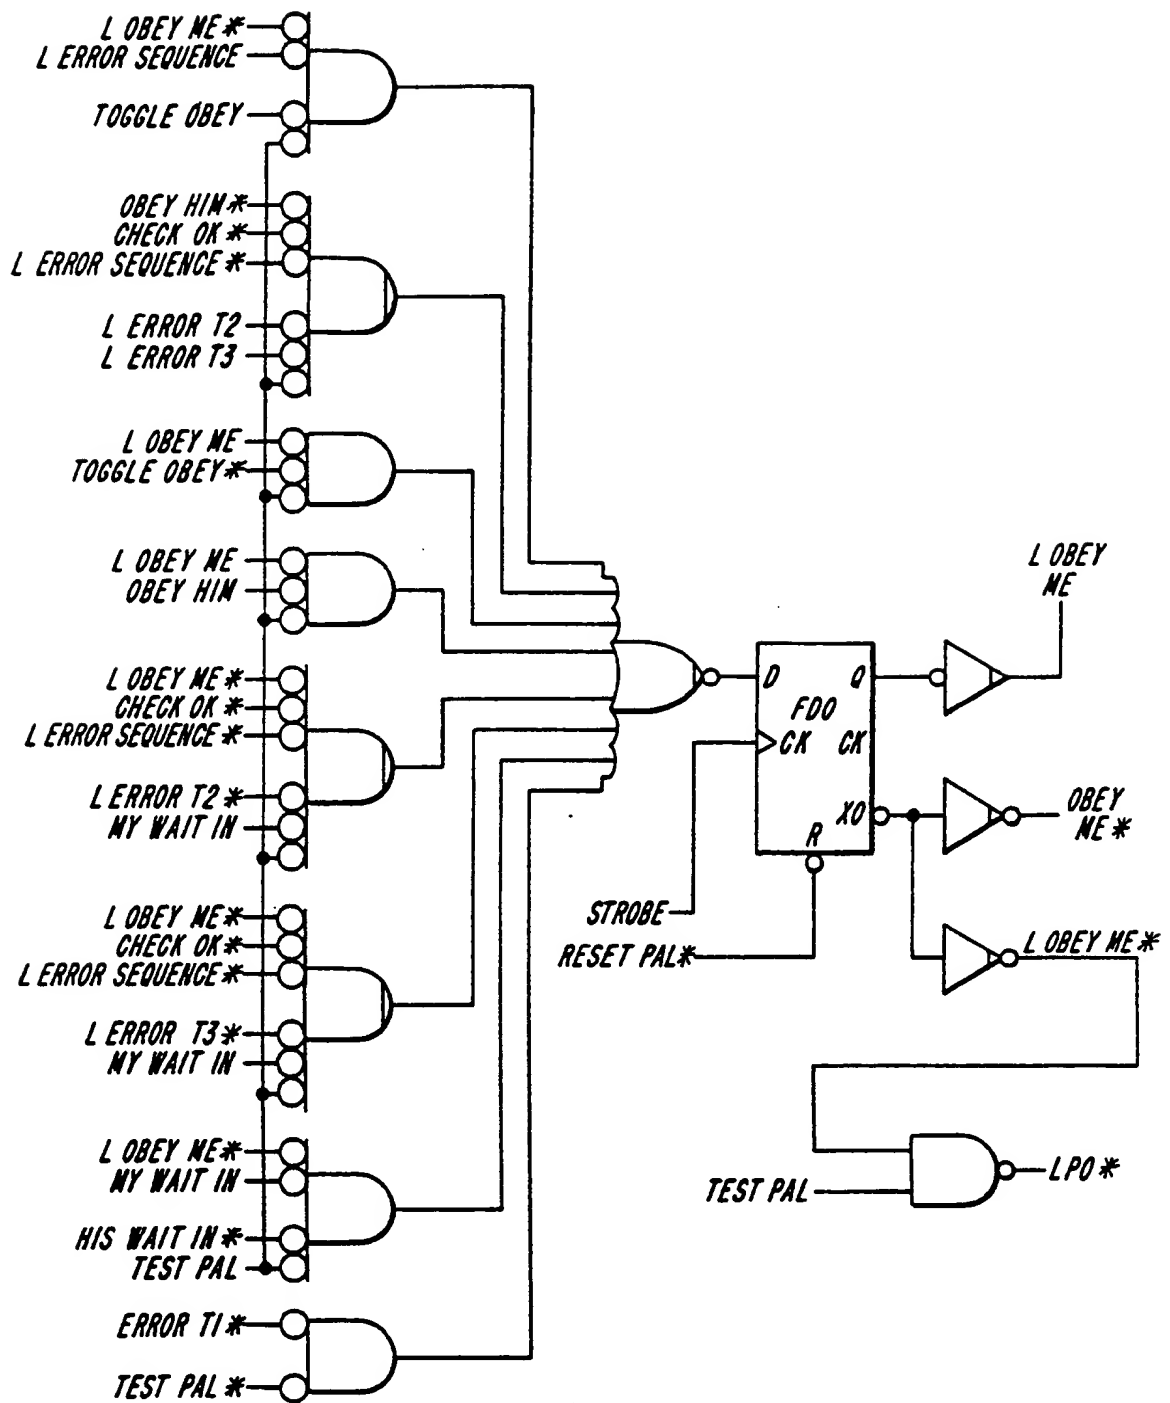 L OBEY ME*
L ERROR SEQUENCE
TOGGLE OBEY
OBEY HIM*
CHECK OK*
L ERROR SEQUENCE*
L ERROR T2
L ERROR T3
L OBEY ME
TOGGLE OBEY*
L OBEY ME
OBEY HIM
L OBEY ME*
CHECK OK*
L ERROR SEQUENCE*
L ERROR T2*
MY WAIT IN
L OBEY ME*
CHECK OK*
L ERROR SEQUENCE*
L ERROR T3*
MY WAIT IN
L OBEY ME*
MY WAIT IN
HIS WAIT IN*
TEST PAL
ERROR T1*
TEST PAL*
D Q
FDO
CK CK
XO
R
STROBE
RESET PAL*
L OBEY
ME
OBEY
ME*
L OBEY ME*
TEST PAL
LPO*